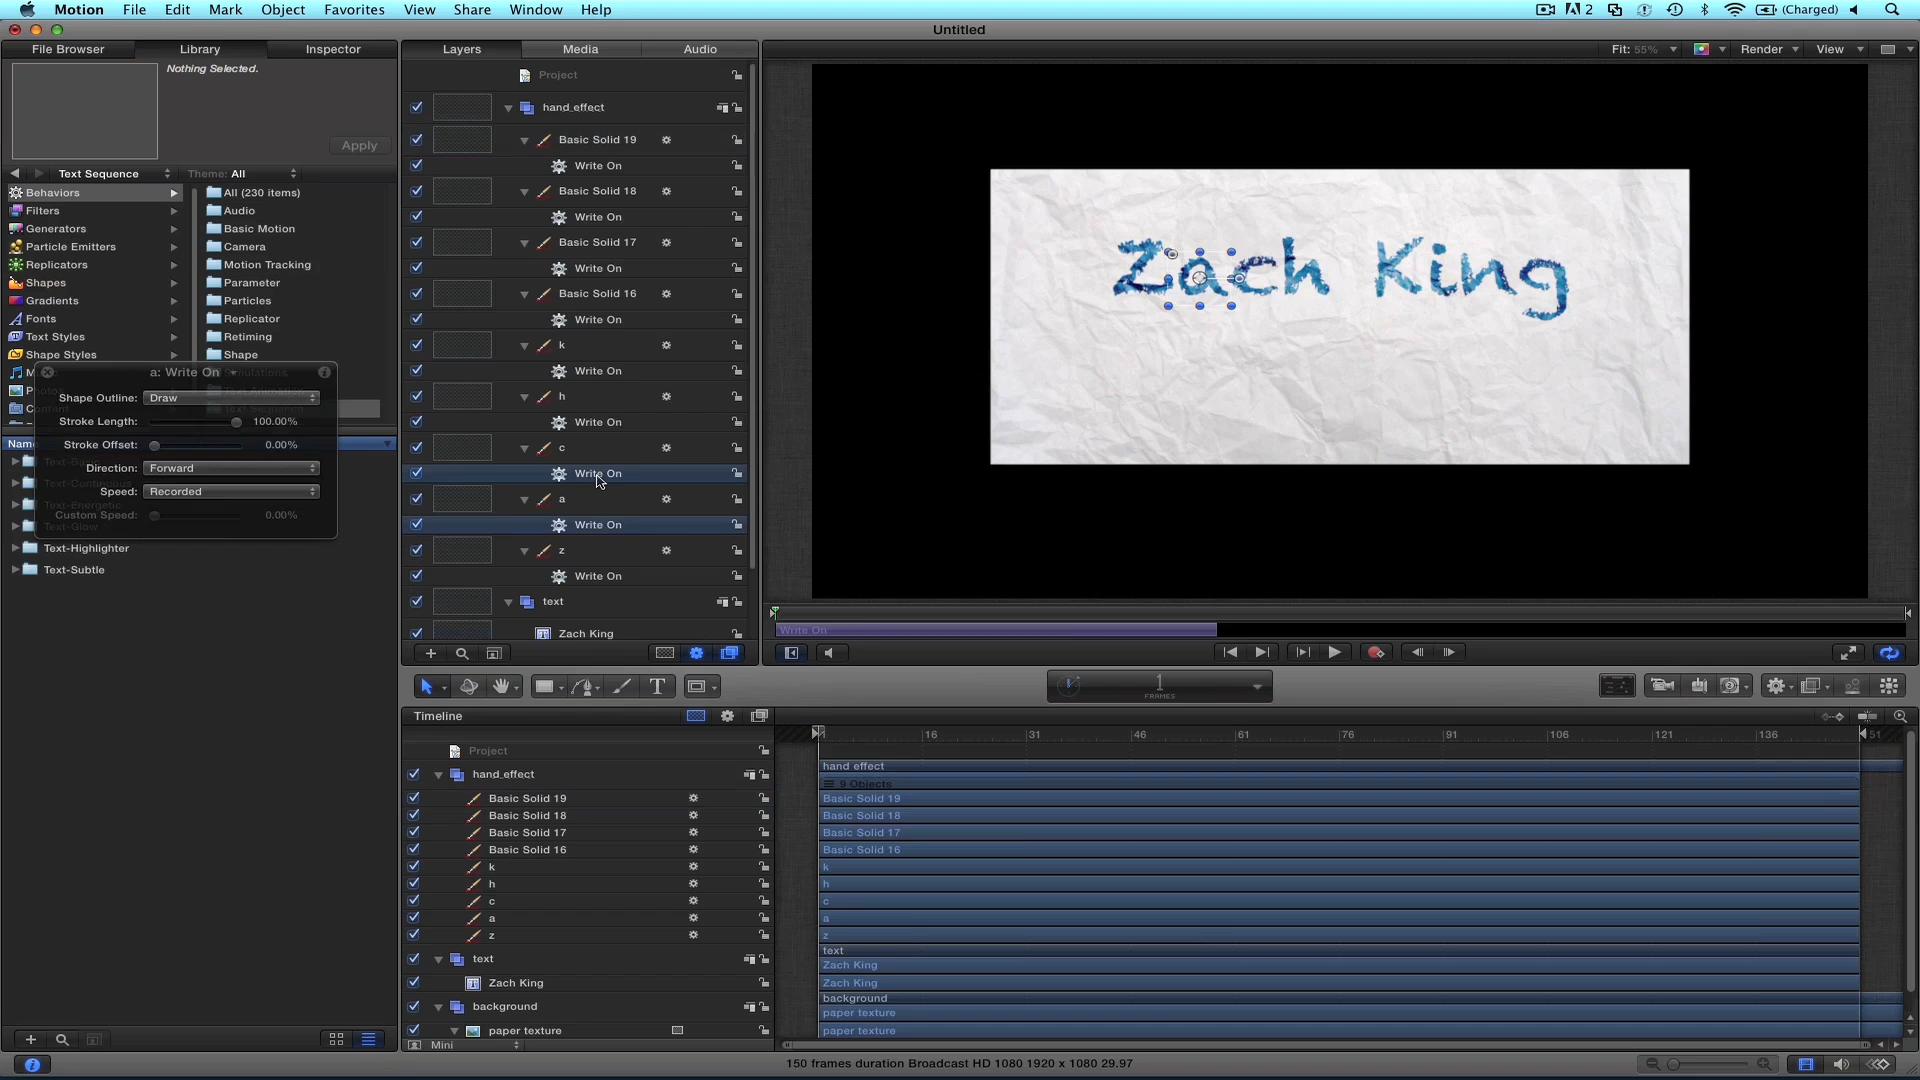 Motion File Edit Mark Object Favorites View Share Window Help 2 (Charged)
Untitled
File Browser Library Inspector
Nothing Selected.
Apply
Text Sequence Theme: All
Behaviors
Filters
Generators
Particle Emitters
Replicators
Shapes
Gradients
Fonts
Text Styles
Shape Styles
All (230 items)
Audio
Basic Motion
Camera
Motion Tracking
Parameter
Particles
Replicator
Retiming
Shape
a: Write On
Shape Outline: Draw
Stroke Length: 100.00%
Stroke Offset: 0.00%
Direction: Forward
Speed: Recorded
Custom Speed: 0.00%
Text-Highlighter
Text-Subtle
Layers Media Audio
Project
hand_effect
Basic Solid 19
Write On
Basic Solid 18
Write On
Basic Solid 17
Write On
Basic Solid 16
Write On
k
Write On
h
Write On
c
Write On
a
Write On
z
Write On
text
Zach King
Fit: 55% Render View
Zach King
Write On
1
FRAMES
Timeline
16 31 46 61 76 91 106 121 136 51
Project
hand_effect
Basic Solid 19
Basic Solid 18
Basic Solid 17
Basic Solid 16
k
h
c
a
z
text
Zach King
background
paper texture
Mini
hand effect
9 Objects
Basic Solid 19
Basic Solid 18
Basic Solid 17
Basic Solid 16
k
h
c
a
z
text
Zach King
Zach King
background
paper texture
paper texture
150 frames duration Broadcast HD 1080 1920 x 1080 29.97